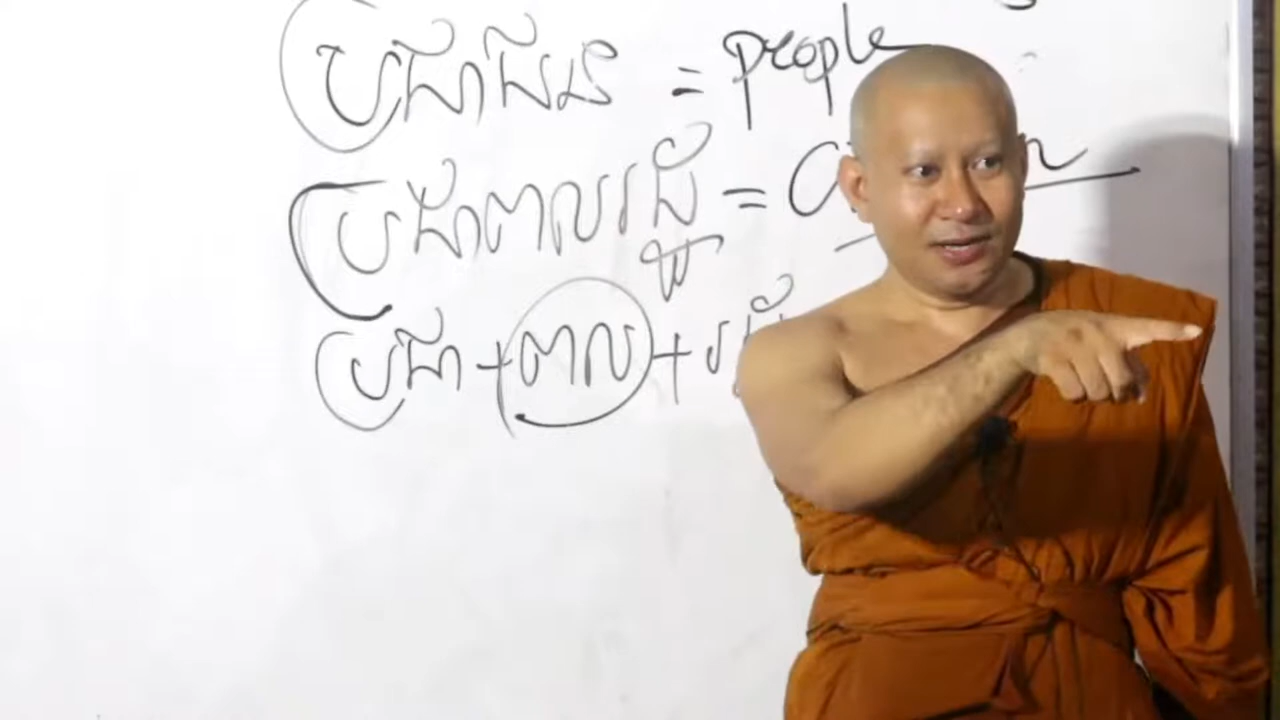 ប្រជាជន = people
ប្រជាពលរដ្ឋ =
ប្រជា + ពល +